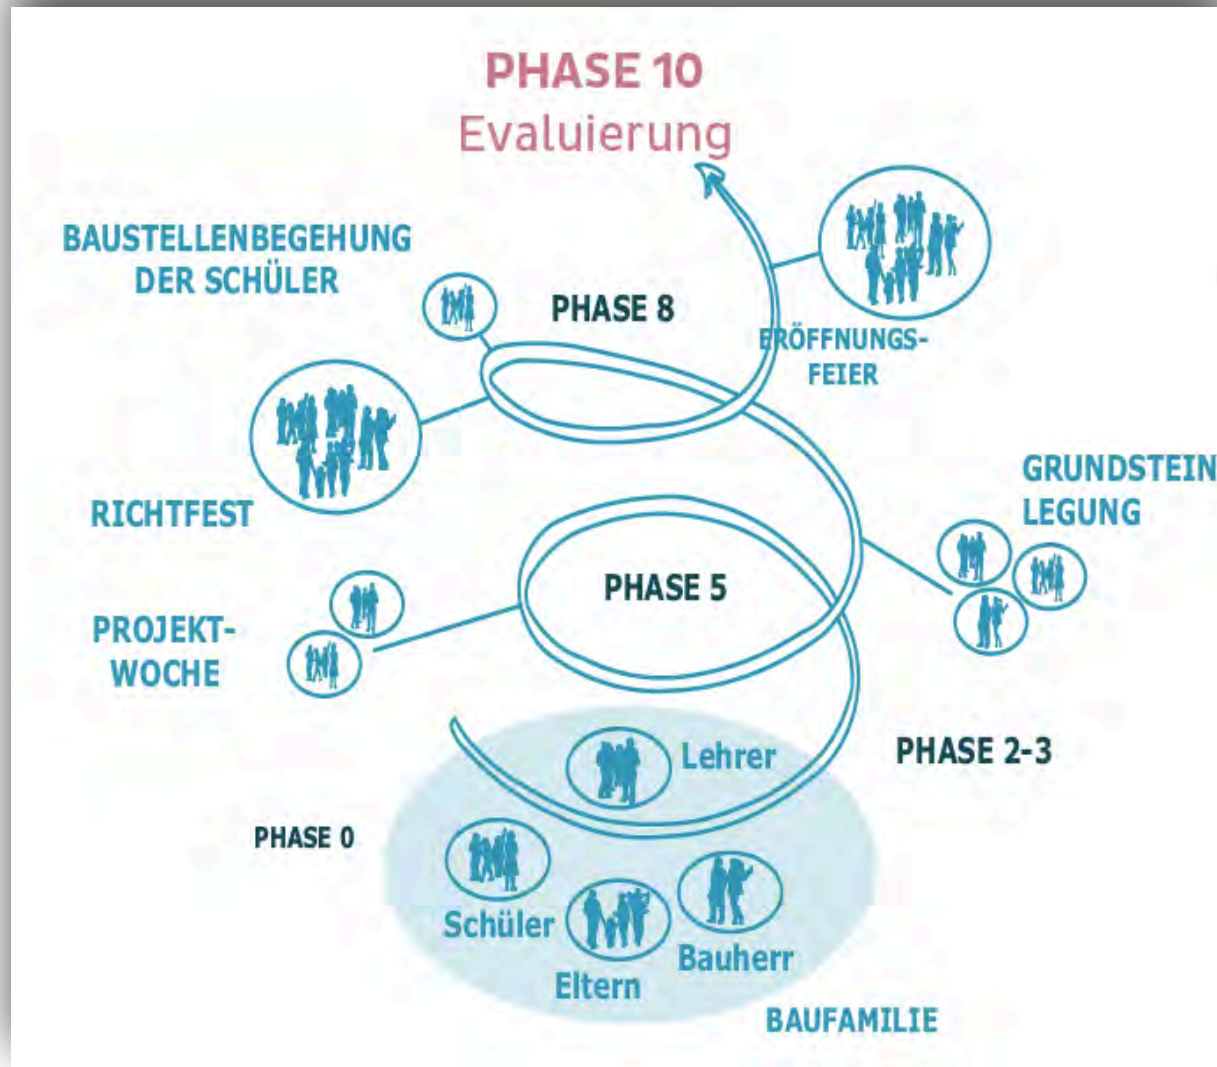 PHASE 10
Evaluierung
BAUSTELLENBEGEHUNG
DER SCHÜLER
PHASE 8
ERÖFFNUNGS-
FEIER
RICHTFEST
GRUNDSTEIN
LEGUNG
PHASE 5
PROJEKT-
WOCHE
PHASE 2-3
Lehrer
PHASE 0
Schüler
Eltern
Bauherr
BAUFAMILIE